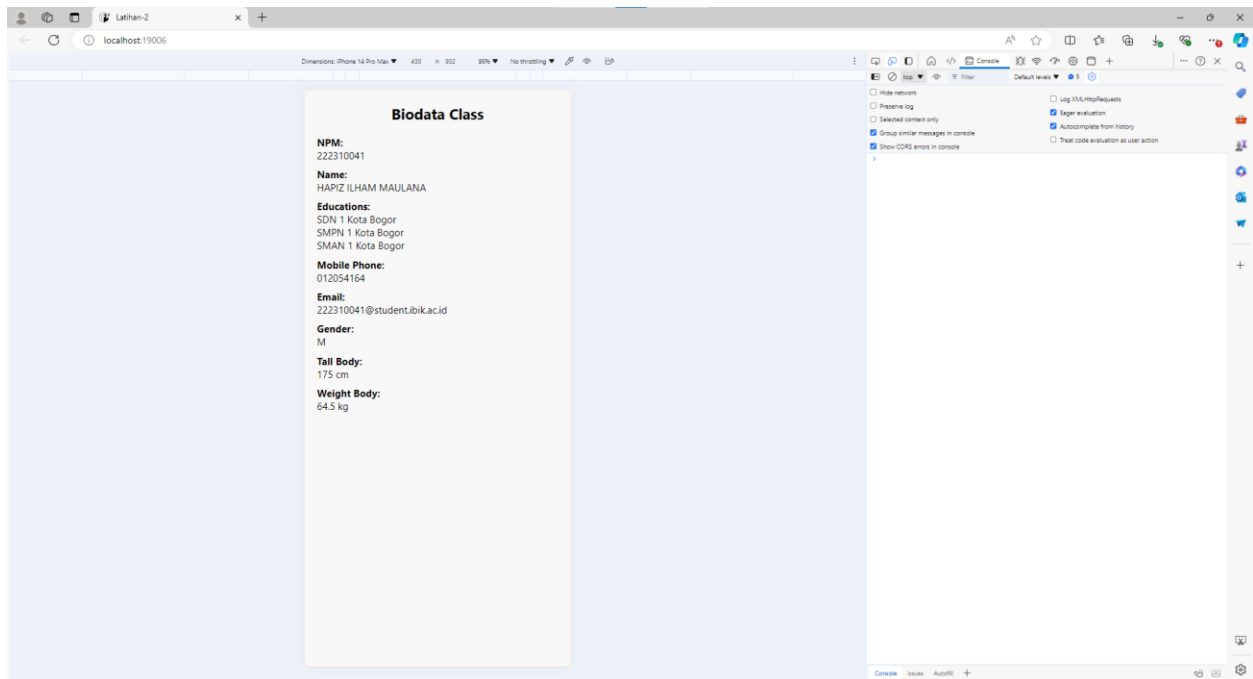 Latihan-2
localhost:19006
Dimensions: iPhone 14 Pro Max 430 × 932 95% No throttling
Console
top Filter Default levels 3
Hide network
Preserve log
Selected context only
Group similar messages in console
Show CORS errors in console
Log XMLHttpRequests
Eager evaluation
Autocomplete from history
Treat code evaluation as user action
Biodata Class
NPM:
222310041
Name:
HAPIZ ILHAM MAULANA
Educations:
SDN 1 Kota Bogor
SMPN 1 Kota Bogor
SMAN 1 Kota Bogor
Mobile Phone:
012054164
Email:
222310041@student.ibik.ac.id
Gender:
M
Tall Body:
175 cm
Weight Body:
64.5 kg
Console Issues Autofill